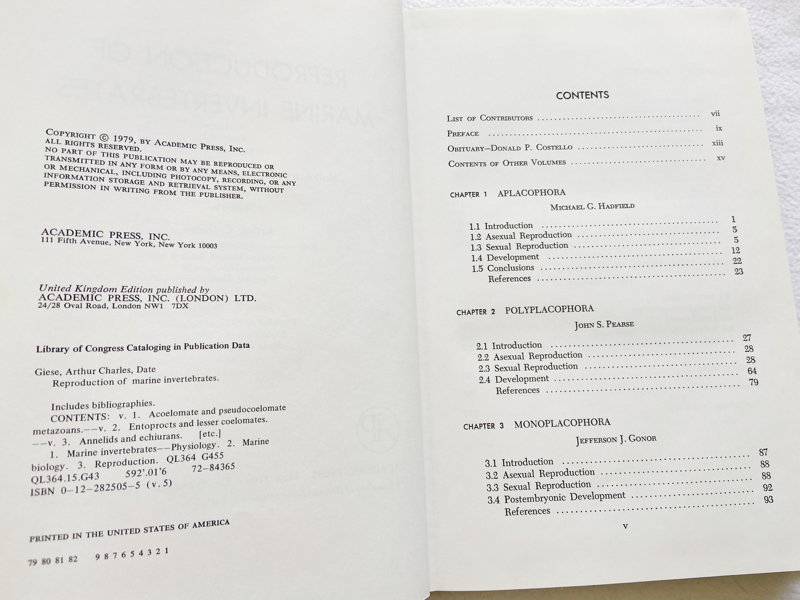 COPYRIGHT © 1979, BY ACADEMIC PRESS, INC.
ALL RIGHTS RESERVED.
NO PART OF THIS PUBLICATION MAY BE REPRODUCED OR
TRANSMITTED IN ANY FORM OR BY ANY MEANS, ELECTRONIC
OR MECHANICAL, INCLUDING PHOTOCOPY, RECORDING, OR ANY
INFORMATION STORAGE AND RETRIEVAL SYSTEM, WITHOUT
PERMISSION IN WRITING FROM THE PUBLISHER.
ACADEMIC PRESS, INC.
111 Fifth Avenue, New York, New York 10003
United Kingdom Edition published by
ACADEMIC PRESS, INC. (LONDON) LTD.
24/28 Oval Road, London NW1 7DX
Library of Congress Cataloging in Publication Data
Giese, Arthur Charles, Date
Reproduction of marine invertebrates.
Includes bibliographies.
CONTENTS: v. 1. Acoelomate and pseudocoelomate
metazoans.--v. 2. Entoprocts and lesser coelomates.
--v. 3. Annelids and echiurans. [etc.]
1. Marine invertebrates--Physiology. 2. Marine
biology. 3. Reproduction. QL364 G455
QL364.15.G43 592'.01'6 72-84365
ISBN 0-12-282505-5 (v.5)
PRINTED IN THE UNITED STATES OF AMERICA
79 80 81 82 9 8 7 6 5 4 3 2 1
CONTENTS
LIST OF CONTRIBUTORS vii
PREFACE ix
OBITUARY–DONALD P. COSTELLO xiii
CONTENTS OF OTHER VOLUMES xv
CHAPTER 1 APLACOPHORA
MICHAEL G. HADFIELD
1.1 Introduction 1
1.2 Asexual Reproduction 5
1.3 Sexual Reproduction 5
1.4 Development 12
1.5 Conclusions 22
References 23
CHAPTER 2 POLYPLACOPHORA
JOHN S. PEARSE
2.1 Introduction 27
2.2 Asexual Reproduction 28
2.3 Sexual Reproduction 28
2.4 Development 64
References 79
CHAPTER 3 MONOPLACOPHORA
JEFFERSON J. GONOR
3.1 Introduction 87
3.2 Asexual Reproduction 88
3.3 Sexual Reproduction 88
3.4 Postembryonic Development 92
References 93
v